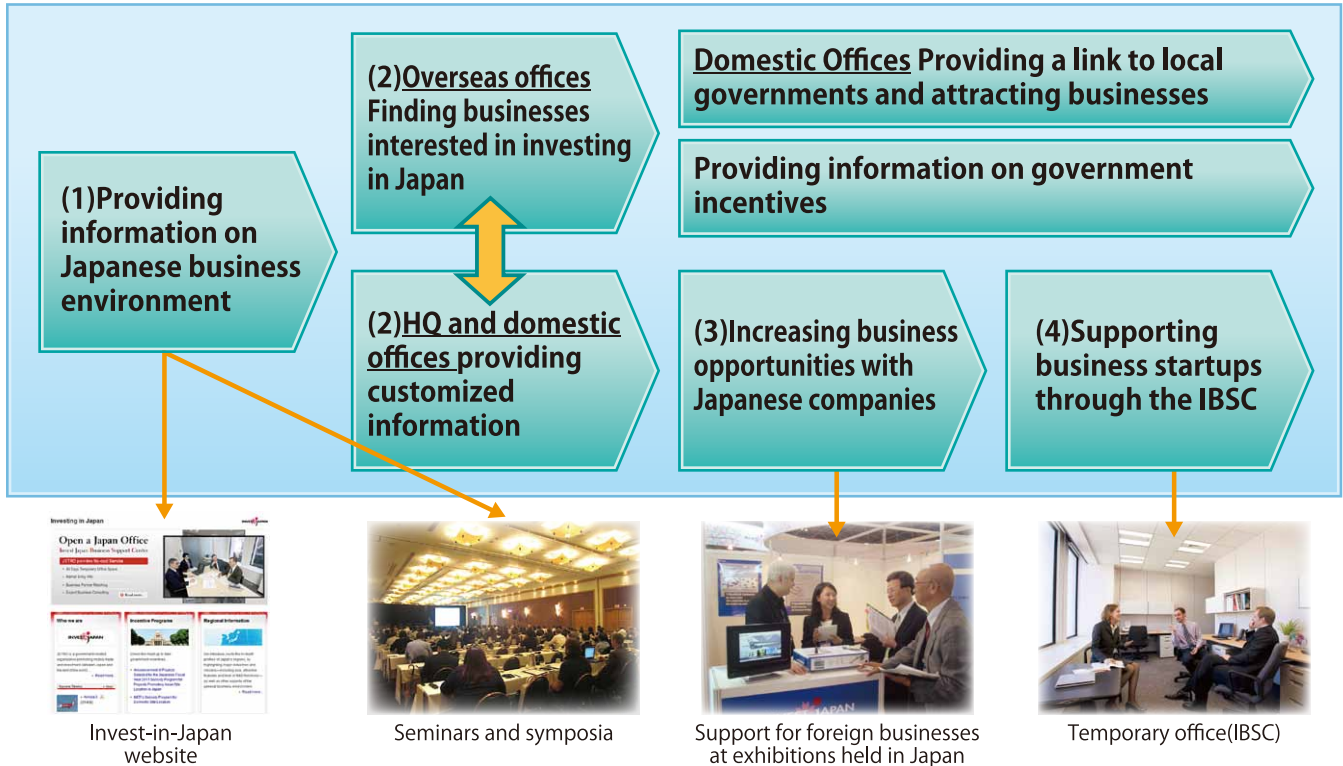 (1)Providing
information on
Japanese business
environment
(2)Overseas offices
Finding businesses
interested in investing
in Japan
(2)HQ and domestic
offices providing
customized
information
Domestic Offices Providing a link to local
governments and attracting businesses
Providing information on government
incentives
(3)Increasing business
opportunities with
Japanese companies
(4)Supporting
business startups
through the IBSC
Investing in Japan
Open a Japan Office
Invest Japan Business Support Center
Read more
Who we are
Incentive Programs
Regional Information
INVEST JAPAN
Invest-in-Japan
website
Seminars and symposia
Support for foreign businesses
at exhibitions held in Japan
Temporary office(IBSC)